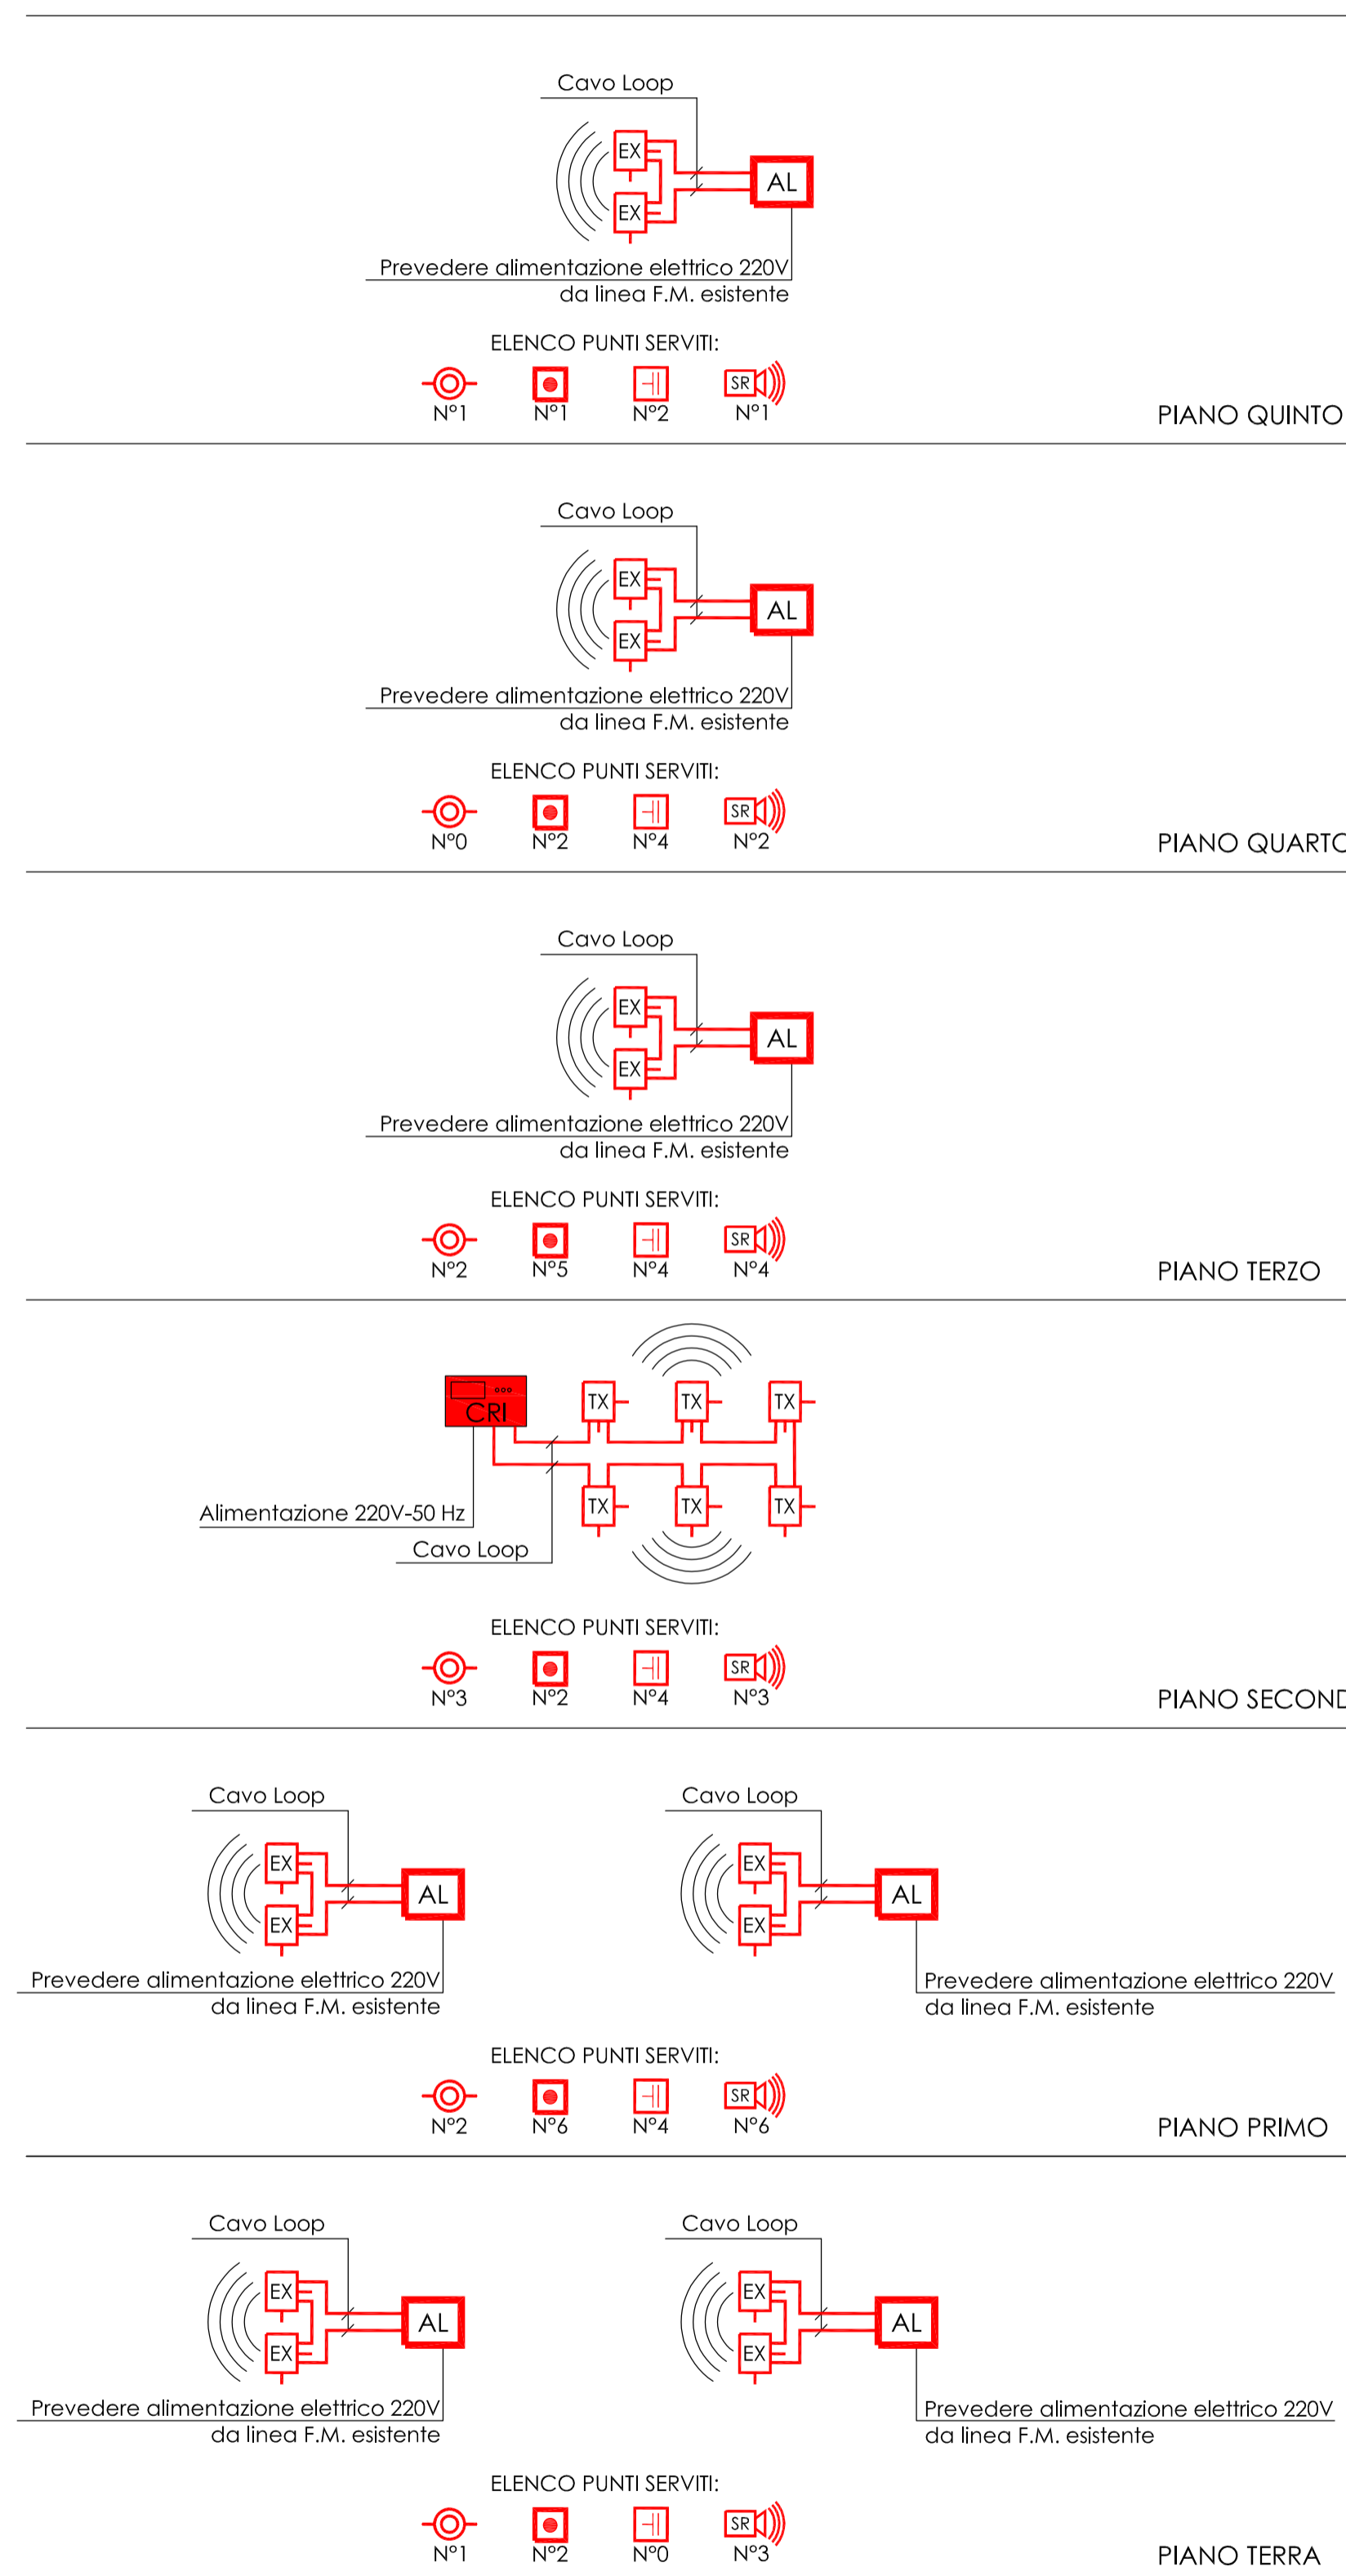 Cavo Loop
EX
AL
EX
Prevedere alimentazione elettrico 220V
da linea F.M. esistente
ELENCO PUNTI SERVITI:
SR
N°1 N°1 N°2 N°1
PIANO QUINTO
Cavo Loop
EX
AL
EX
Prevedere alimentazione elettrico 220V
da linea F.M. esistente
ELENCO PUNTI SERVITI:
SR
N°0 N°2 N°4 N°2
PIANO QUARTO
Cavo Loop
EX
AL
EX
Prevedere alimentazione elettrico 220V
da linea F.M. esistente
ELENCO PUNTI SERVITI:
SR
N°2 N°5 N°4 N°4
PIANO TERZO
CRI
TX TX TX
TX TX TX
Alimentazione 220V-50 Hz
Cavo Loop
ELENCO PUNTI SERVITI:
SR
N°3 N°2 N°4 N°3
PIANO SECOND
Cavo Loop Cavo Loop
EX EX
AL AL
EX EX
Prevedere alimentazione elettrico 220V
da linea F.M. esistente
Prevedere alimentazione elettrico 220V
da linea F.M. esistente
ELENCO PUNTI SERVITI:
SR
N°2 N°6 N°4 N°6
PIANO PRIMO
Cavo Loop Cavo Loop
EX EX
AL AL
EX EX
Prevedere alimentazione elettrico 220V
da linea F.M. esistente
Prevedere alimentazione elettrico 220V
da linea F.M. esistente
ELENCO PUNTI SERVITI:
SR
N°1 N°2 N°0 N°3
PIANO TERRA